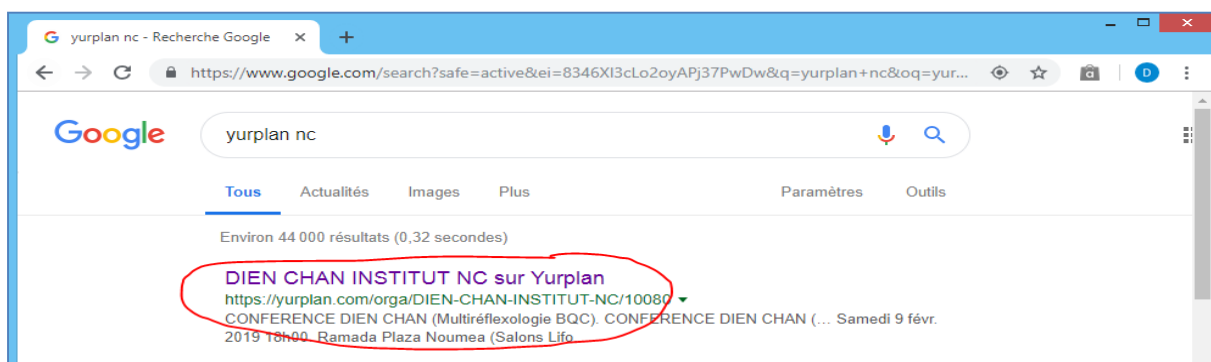 yurplan nc - Recherche Google
https://www.google.com/search?safe=active&ei=8346XI3cLo2oyAPj37PwDw&q=yurplan+nc&oq=yur...
D
Google yurplan nc
Tous Actualités Images Plus Paramètres Outils
Environ 44 000 résultats (0,32 secondes)
DIEN CHAN INSTITUT NC sur Yurplan
https://yurplan.com/orga/DIEN-CHAN-INSTITUT-NC/10080
CONFERENCE DIEN CHAN (Multiréflexologie BQC). CONFERENCE DIEN CHAN (... Samedi 9 févr.
2019 18h00. Ramada Plaza Noumea (Salons Lifo